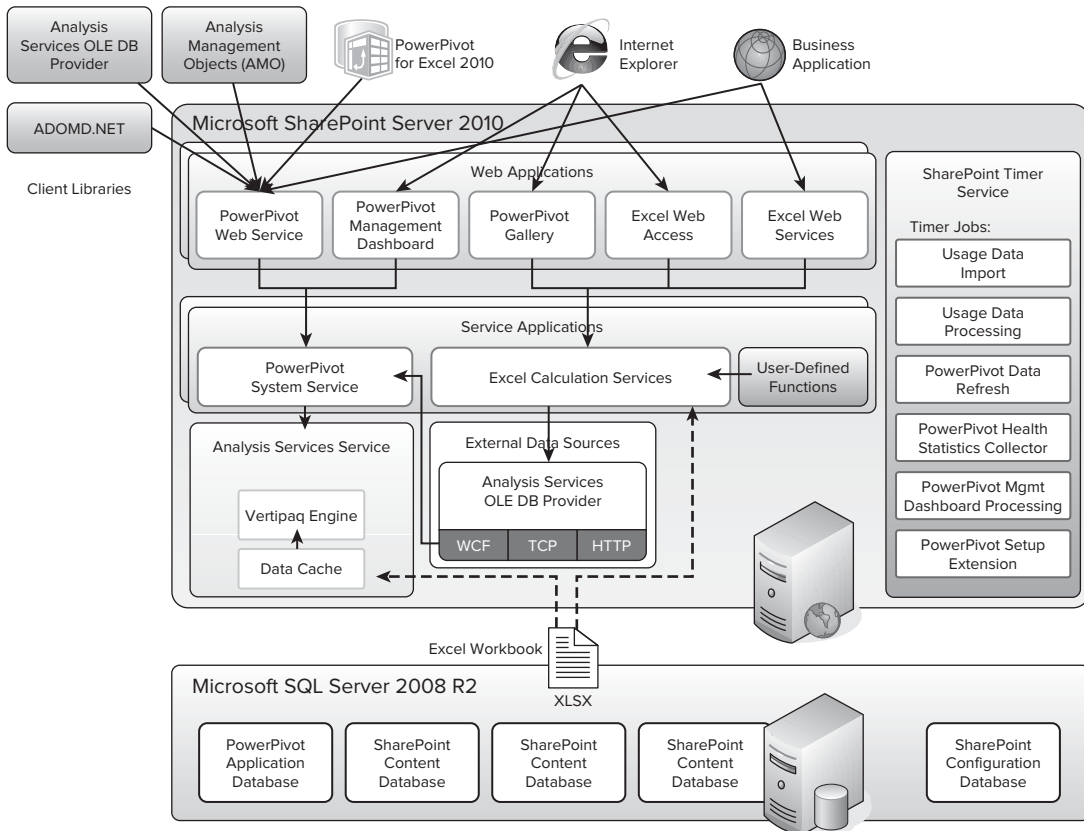 Analysis
Services OLE DB
Provider
Analysis
Management
Objects (AMO)
PowerPivot
for Excel 2010
Internet
Explorer
Business
Application
ADOMD.NET
Client Libraries
Microsoft SharePoint Server 2010
Web Applications
PowerPivot
Web Service
PowerPivot
Management
Dashboard
PowerPivot
Gallery
Excel Web
Access
Excel Web
Services
Service Applications
PowerPivot
System Service
Excel Calculation Services
User-Defined
Functions
Analysis Services Service
Vertipaq Engine
Data Cache
External Data Sources
Analysis Services
OLE DB Provider
WCF
TCP
HTTP
SharePoint Timer
Service
Timer Jobs:
Usage Data
Import
Usage Data
Processing
PowerPivot Data
Refresh
PowerPivot Health
Statistics Collector
PowerPivot Mgmt
Dashboard Processing
PowerPivot Setup
Extension
Excel Workbook
XLSX
Microsoft SQL Server 2008 R2
PowerPivot
Application
Database
SharePoint
Content
Database
SharePoint
Content
Database
SharePoint
Content
Database
SharePoint
Configuration
Database